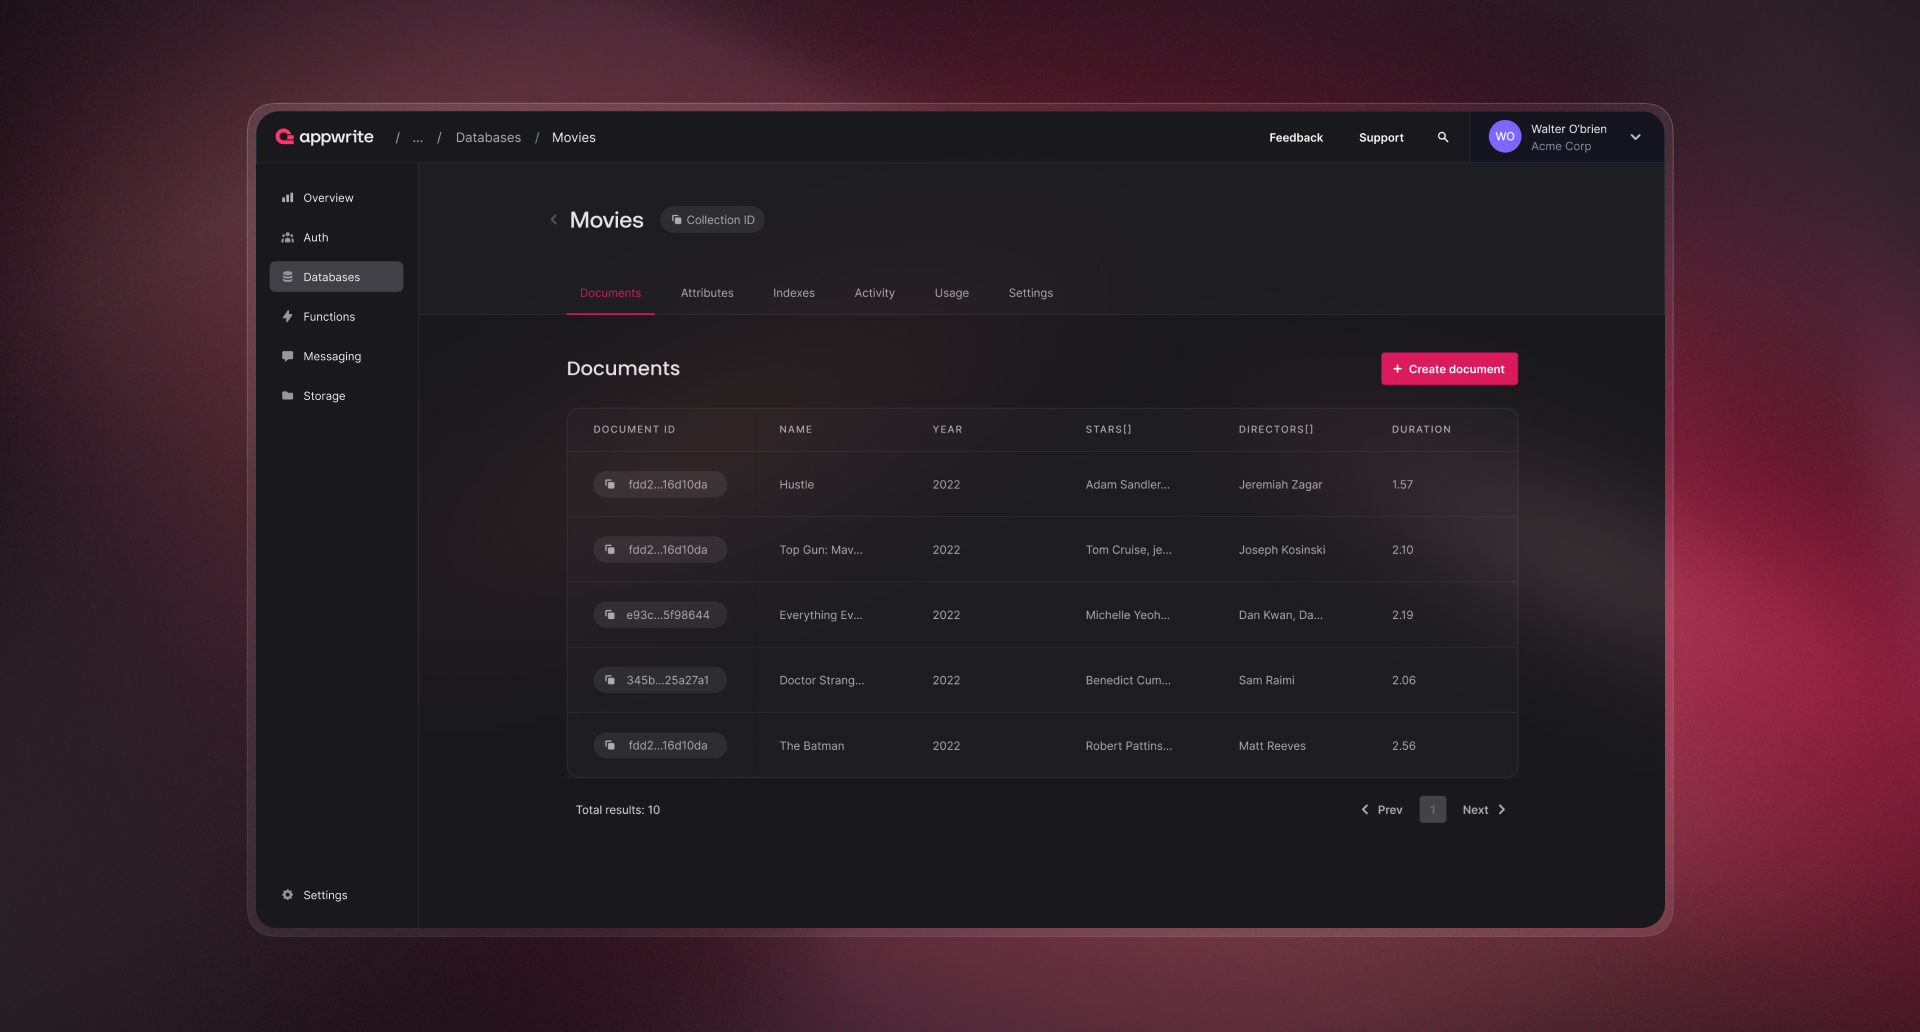 appwrite / ... / Databases / Movies Feedback Support WO Walter O'brien
Acme Corp
Overview
Auth
Databases
Functions
Messaging
Storage
Settings
Movies Collection ID
Documents Attributes Indexes Activity Usage Settings
Documents + Create document
DOCUMENT ID NAME YEAR STARS[] DIRECTORS[] DURATION
fdd2...16d10da Hustle 2022 Adam Sandler... Jeremiah Zagar 1.57
fdd2...16d10da Top Gun: Mav... 2022 Tom Cruise, je... Joseph Kosinski 2.10
e93c...5f98644 Everything Ev... 2022 Michelle Yeoh... Dan Kwan, Da... 2.19
345b...25a27a1 Doctor Strang... 2022 Benedict Cum... Sam Raimi 2.06
fdd2...16d10da The Batman 2022 Robert Pattins... Matt Reeves 2.56
Total results: 10 Prev 1 Next